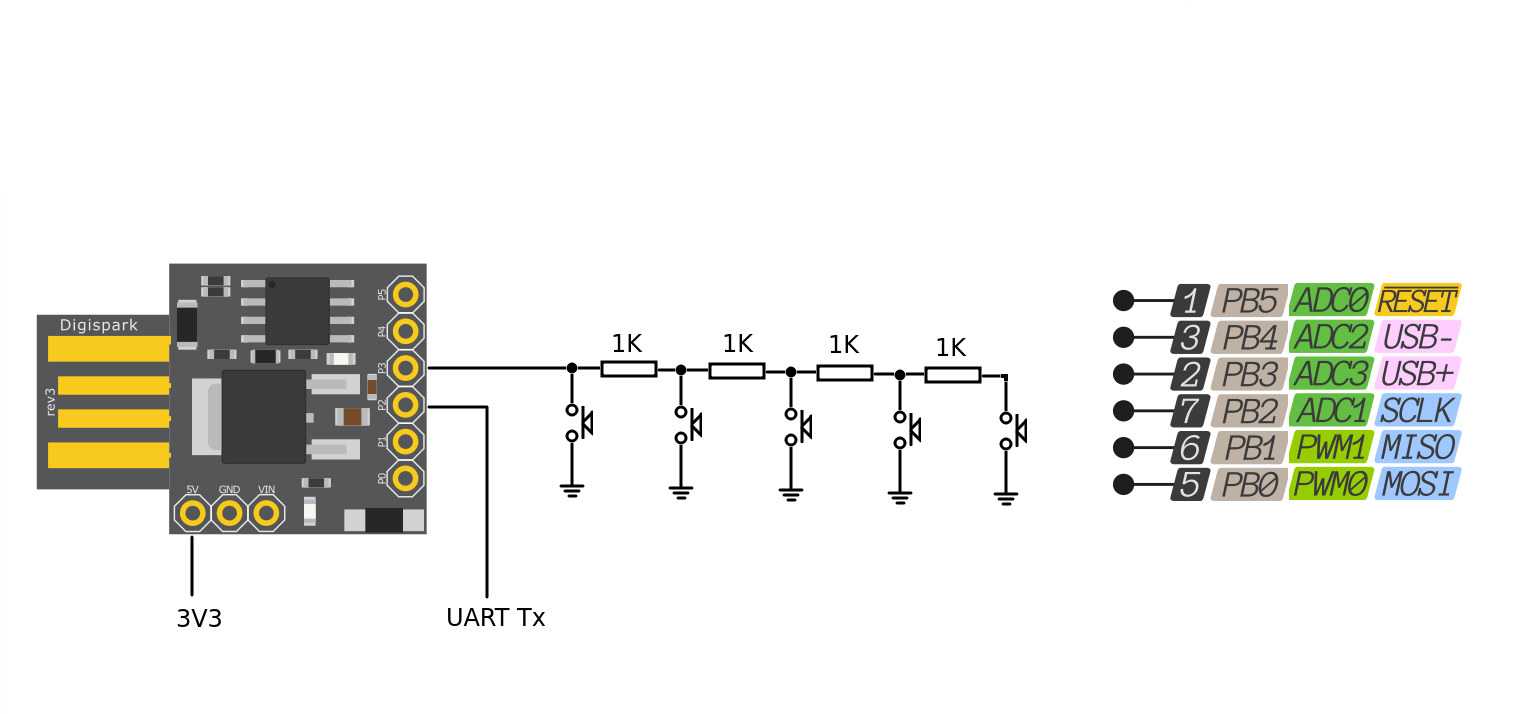 Digispark
rev3
P5
P4
P3
P2
P1
P0
5V GND VIN
3V3
UART Tx
1K 1K 1K 1K
1 PB5 ADC0 RESET
3 PB4 ADC2 USB-
2 PB3 ADC3 USB+
7 PB2 ADC1 SCLK
6 PB1 PWM1 MISO
5 PB0 PWM0 MOSI